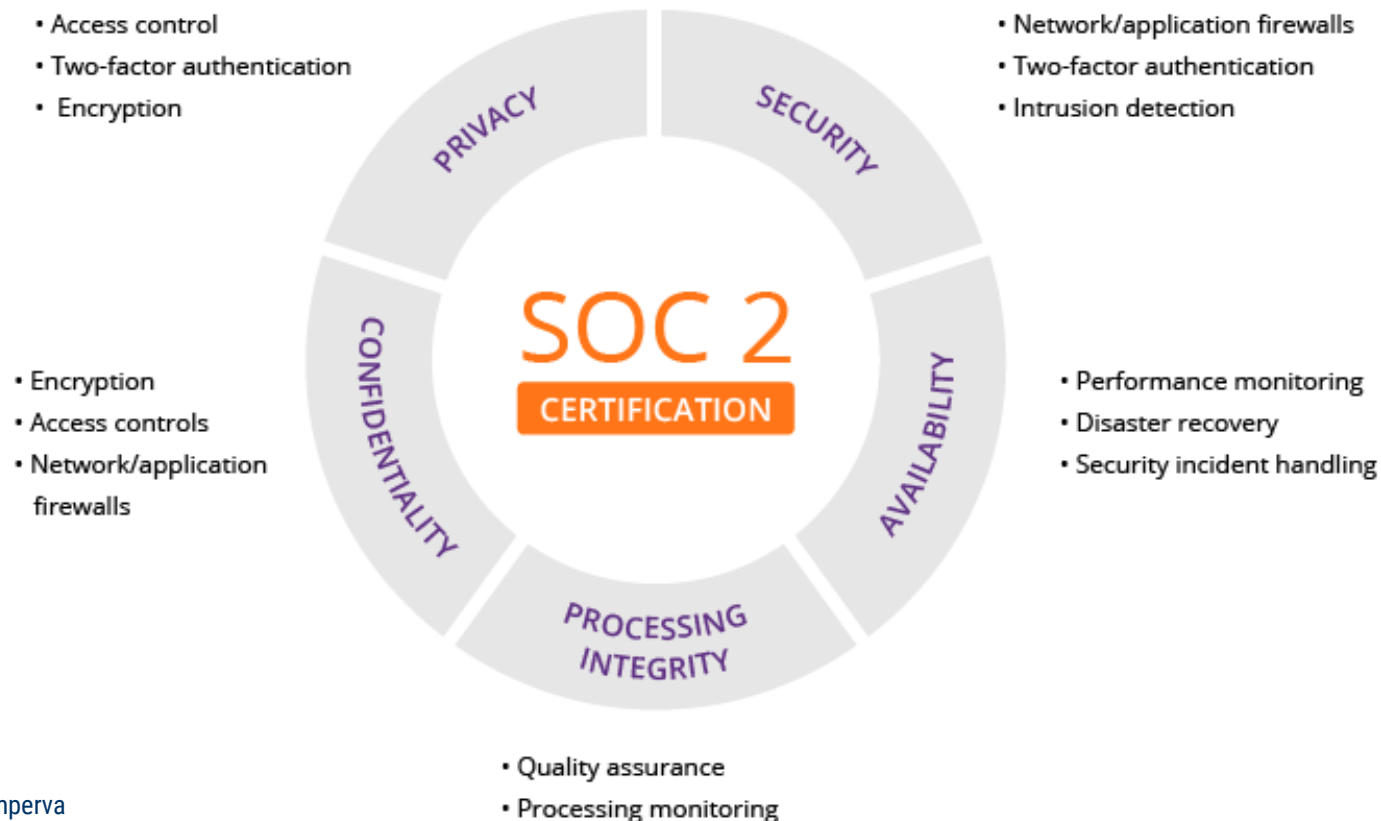 • Access control
• Two-factor authentication
• Encryption
• Network/application firewalls
• Two-factor authentication
• Intrusion detection
PRIVACY
SECURITY
SOC 2
CERTIFICATION
CONFIDENTIALITY
AVAILABILITY
• Encryption
• Access controls
• Network/application
firewalls
• Performance monitoring
• Disaster recovery
• Security incident handling
PROCESSING
INTEGRITY
• Quality assurance
• Processing monitoring